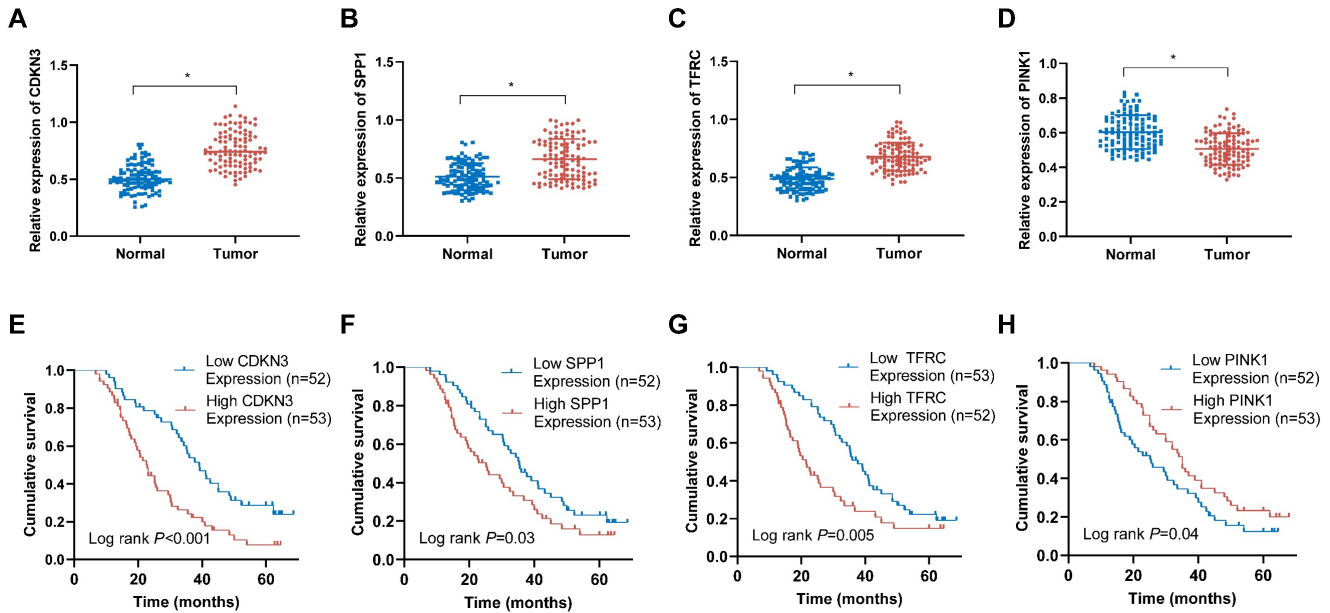 A
Relative expression of CDKN3
1.5
1.0
0.5
0.0
*
Normal
Tumor
B
Relative expression of SPP1
1.5
1.0
0.5
0.0
*
Normal
Tumor
C
Relative expression of TFRC
1.5
1.0
0.5
0.0
*
Normal
Tumor
D
Relative expression of PINK1
1.0
0.8
0.6
0.4
0.2
0.0
*
Normal
Tumor
E
Cumulative survival
1.0
0.8
0.6
0.4
0.2
0.0
Low CDKN3
Expression (n=52)
High CDKN3
Expression (n=53)
Log rank P<0.001
0
20
40
60
Time (months)
F
Cumulative survival
1.0
0.8
0.6
0.4
0.2
0.0
Low SPP1
Expression (n=52)
High SPP1
Expression (n=53)
Log rank P=0.03
0
20
40
60
Time (months)
G
Cumulative survival
1.0
0.8
0.6
0.4
0.2
0.0
Low TFRC
Expression (n=53)
High TFRC
Expression (n=52)
Log rank P=0.005
0
20
40
60
Time (months)
H
Cumulative survival
1.0
0.8
0.6
0.4
0.2
0.0
Low PINK1
Expression (n=52)
High PINK1
Expression (n=53)
Log rank P=0.04
0
20
40
60
Time (months)